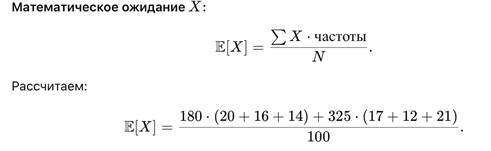 Математическое ожидание X:
𝔼[X] = ∑ X · частоты / N.
Рассчитаем:
𝔼[X] = 180 · (20 + 16 + 14) + 325 · (17 + 12 + 21) / 100.